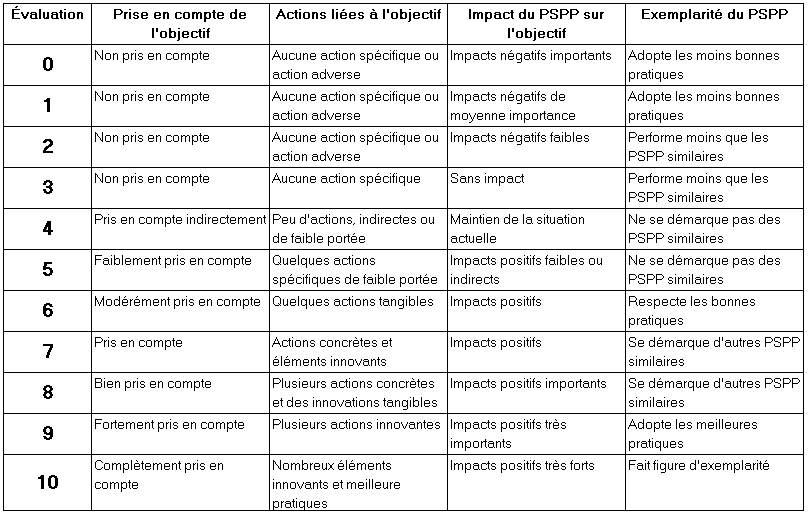 Évaluation
Prise en compte de
l'objectif
Actions liées à l'objectif
Impact du PSPP sur
l'objectif
Exemplarité du PSPP
0
Non pris en compte
Aucune action spécifique ou
action adverse
Impacts négatifs importants
Adopte les moins bonnes
pratiques
1
Non pris en compte
Aucune action spécifique ou
action adverse
Impacts négatifs de
moyenne importance
Adopte les moins bonnes
pratiques
2
Non pris en compte
Aucune action spécifique ou
action adverse
Impacts négatifs faibles
Performe moins que les
PSPP similaires
3
Non pris en compte
Aucune action spécifique
Sans impact
Performe moins que les
PSPP similaires
4
Pris en compte indirectement
Peu d'actions, indirectes ou
de faible portée
Maintien de la situation
actuelle
Ne se démarque pas des
PSPP similaires
5
Faiblement pris en compte
Quelques actions
spécifiques de faible portée
Impacts positifs faibles ou
indirects
Ne se démarque pas des
PSPP similaires
6
Modérément pris en compte
Quelques actions tangibles
Impacts positifs
Respecte les bonnes
pratiques
7
Pris en compte
Actions concrètes et
éléments innovants
Impacts positifs
Se démarque d'autres PSPP
similaires
8
Bien pris en compte
Plusieurs actions concrètes
et des innovations tangibles
Impacts positifs importants
Se démarque d'autres PSPP
similaires
9
Fortement pris en compte
Plusieurs actions innovantes
Impacts positifs très
importants
Adopte les meilleures
pratiques
10
Complètement pris en
compte
Nombreux éléments
innovants et meilleure
pratiques
Impacts positifs très forts
Fait figure d'exemplarité